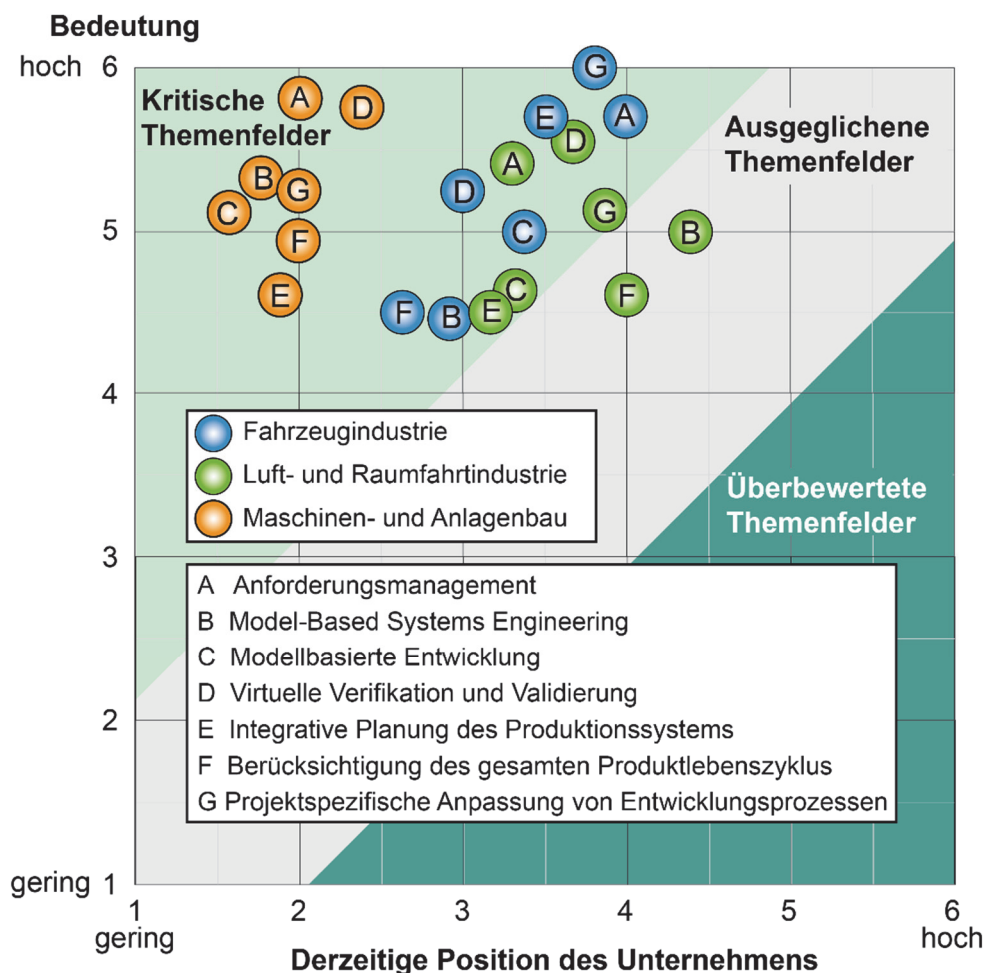 Bedeutung
hoch 6
Kritische
Themenfelder
Ausgeglichene
Themenfelder
A
D
G
E
A
D
A
B
G
D
C
G
F
C
B
E
C
F
F
B
E
5
4
Fahrzeugindustrie
Luft- und Raumfahrtindustrie
Maschinen- und Anlagenbau
Überbewertete
Themenfelder
3
A Anforderungsmanagement
B Model-Based Systems Engineering
C Modellbasierte Entwicklung
D Virtuelle Verifikation und Validierung
E Integrative Planung des Produktionssystems
F Berücksichtigung des gesamten Produktlebenszyklus
G Projektspezifische Anpassung von Entwicklungsprozessen
2
gering 1
1 2 3 4 5 6
gering hoch
Derzeitige Position des Unternehmens